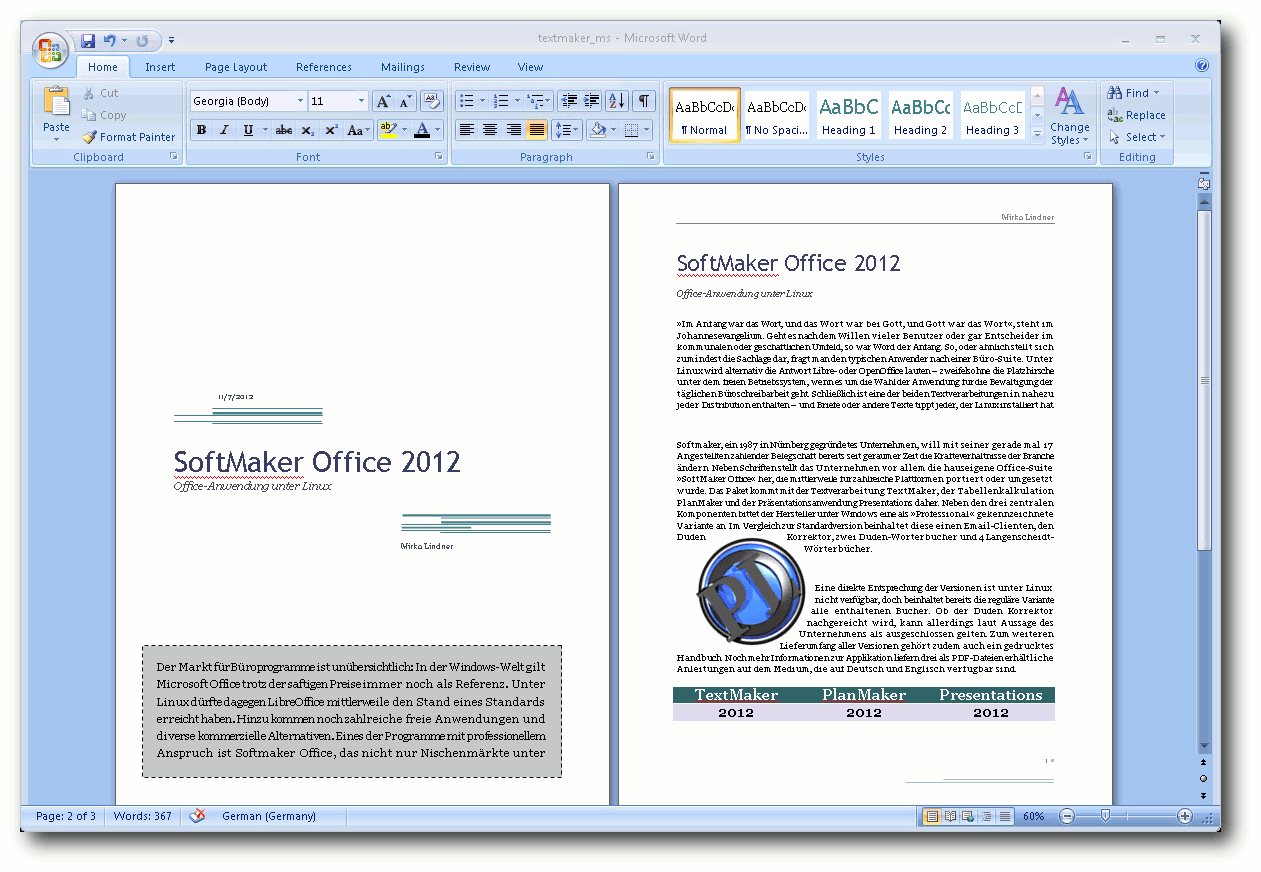 textmaker_ms - Microsoft Word
Home Insert Page Layout References Mailings Review View
Paste
Cut
Copy
Format Painter
Clipboard
Georgia (Body) 11
B I U abc X₂ X² Aa ab A
Font
Paragraph
AaBbCcDc AaBbCcDc AaBbC AaBbCc AaBbCcD
¶ Normal ¶ No Spaci... Heading 1 Heading 2 Heading 3
Change
Styles
Styles
Find
Replace
Select
Editing
11/7/2012
SoftMaker Office 2012
Office-Anwendung unter Linux
Mirko Lindner
Der Markt für Büroprogramme ist unübersichtlich: In der Windows-Welt gilt
Microsoft Office trotz der saftigen Preise immer noch als Referenz. Unter
Linux dürfte dagegen LibreOffice mittlerweile den Stand eines Standards
erreicht haben. Hinzu kommen noch zahlreiche freie Anwendungen und
diverse kommerzielle Alternativen. Eines der Programme mit professionellem
Anspruch ist Softmaker Office, das nicht nur Nischenmärkte unter
Mirko Lindner
SoftMaker Office 2012
Office-Anwendung unter Linux
»Im Anfang war das Wort, und das Wort war bei Gott, und Gott war das Wort«, steht im
Johannesevangelium. Geht es nach dem Willen vieler Benutzer oder gar Entscheider im
kommunalen oder geschäftlichen Umfeld, so war Word der Anfang. So, oder ähnlich stellt sich
zumindest die Sachlage dar, fragt man den typischen Anwender nach einer Büro-Suite. Unter
Linux wird alternativ die Antwort Libre- oder OpenOffice lauten – zweifelsohne die Platzhirsche
unter dem freien Betriebssystem, wenn es um die Wahl der Anwendung für die Bewältigung der
täglichen Büroschreibarbeit geht. Schließlich ist eine der beiden Textverarbeitungen in nahezu
jeder Distribution enthalten – und Briefe oder andere Texte tippt jeder, der Linux installiert hat
Softmaker, ein 1987 in Nürnberg gegründetes Unternehmen, will mit seiner gerade mal 17
Angestellten zählender Belegschaft bereits seit geraumer Zeit die Kräfteverhältnisse der Branche
ändern. Neben Schriften stellt das Unternehmen vor allem die hauseigene Office-Suite
»SoftMaker Office« her, die mittlerweile für zahlreiche Plattformen portiert oder umgesetzt
wurde. Das Paket kommt mit der Textverarbeitung TextMaker, der Tabellenkalkulation
PlanMaker und der Präsentationsanwendung Presentations daher. Neben den drei zentralen
Komponenten bittet der Hersteller unter Windows eine als »Professional« gekennzeichnete
Variante an. Im Vergleich zur Standardversion beinhaltet diese einen Email-Clienten, den
Duden Korrektor, zwei Duden-Wörterbücher und 4 Langenscheidt-
Wörterbücher.
Eine direkte Entsprechung der Versionen ist unter Linux
nicht verfügbar, doch beinhaltet bereits die reguläre Variante
alle enthaltenen Bücher. Ob der Duden Korrektor
nachgereicht wird, kann allerdings laut Aussage des
Unternehmens als ausgeschlossen gelten. Zum weiteren
Lieferumfang aller Versionen gehört zudem auch ein gedrucktes
Handbuch. Noch mehr Informationen zur Applikation liefern drei als PDF-Dateien erhältliche
Anleitungen auf dem Medium, die auf Deutsch und Englisch verfügbar sind.
TextMaker PlanMaker Presentations
2012 2012 2012
Page: 2 of 3 Words: 367 German (Germany) 60%